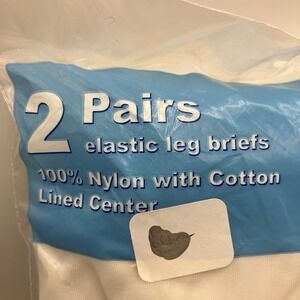 2 Pairs
elastic leg briefs
100% Nylon with Cotton
Lined Center